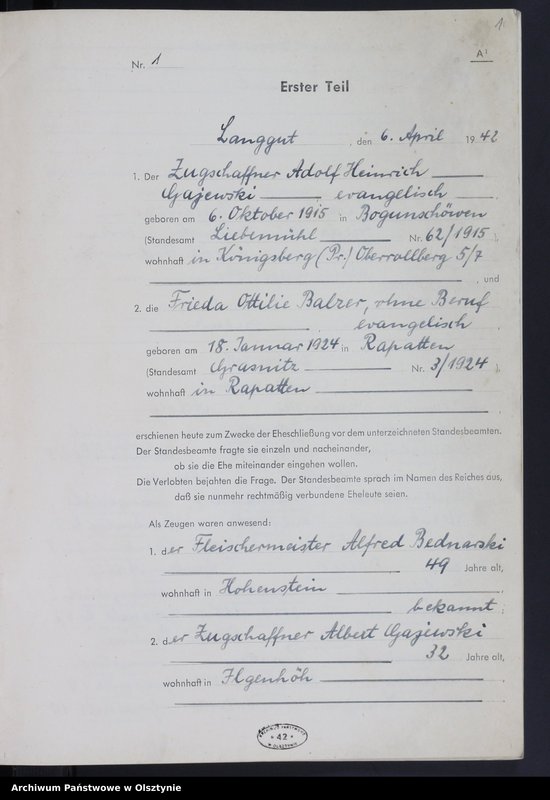 1
Nr. 1
A¹
Erster Teil
Langgut, den 6. April 1942
1. Der Zugschaffner Adolf Heinrich
Gajewski evangelisch
geboren am 6. Oktober 1915 in Bogunschöwen
(Standesamt Liebemühl Nr. 62/1915),
wohnhaft in Königsberg (Pr.) Oberrollberg 5/7
, und
2. die Frieda Ottilie Balzer, ohne Beruf
, evangelisch,
geboren am 18. Januar 1924 in Rapatten
(Standesamt Grasnitz Nr. 3/1924),
wohnhaft in Rapatten
erschienen heute zum Zwecke der Eheschließung vor dem unterzeichneten Standesbeamten.
Der Standesbeamte fragte sie einzeln und nacheinander,
ob sie die Ehe miteinander eingehen wollen.
Die Verlobten bejahten die Frage. Der Standesbeamte sprach im Namen des Reiches aus,
daß sie nunmehr rechtmäßig verbundene Eheleute seien.
Als Zeugen waren anwesend:
1. der Fleischermeister Alfred Bednarski
49 Jahre alt,
wohnhaft in Hohenstein
bekannt;
2. der Zugschaffner Albert Gajewski
32 Jahre alt,
wohnhaft in Ilgenhöh
* 42 *
W OLSZTYNIE
Archiwum Państwowe w Olsztynie